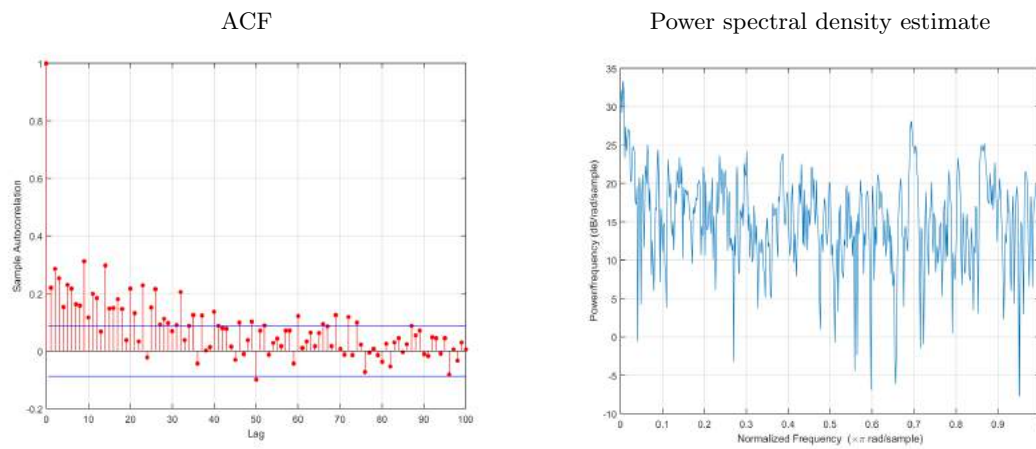 ACF
Power spectral density estimate
1
0.8
0.6
0.4
0.2
0
-0.2
Sample Autocorrelation
0 10 20 30 40 50 60 70 80 90 100
Lag
35
30
25
20
15
10
5
0
-5
-10
Power/frequency (dB/rad/sample)
0 0.1 0.2 0.3 0.4 0.5 0.6 0.7 0.8 0.9 1
Normalized Frequency (×π rad/sample)